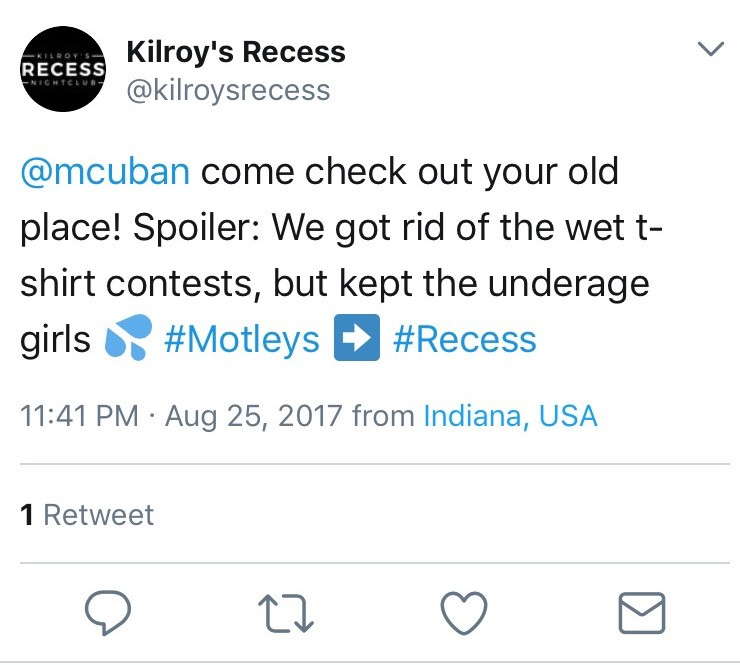 KILROY'S
RECESS
NIGHTCLUB
Kilroy's Recess
@kilroysrecess
@mcuban come check out your old
place! Spoiler: We got rid of the wet t-
shirt contests, but kept the underage
girls 💦 #Motleys ➡️ #Recess
11:41 PM · Aug 25, 2017 from Indiana, USA
1 Retweet